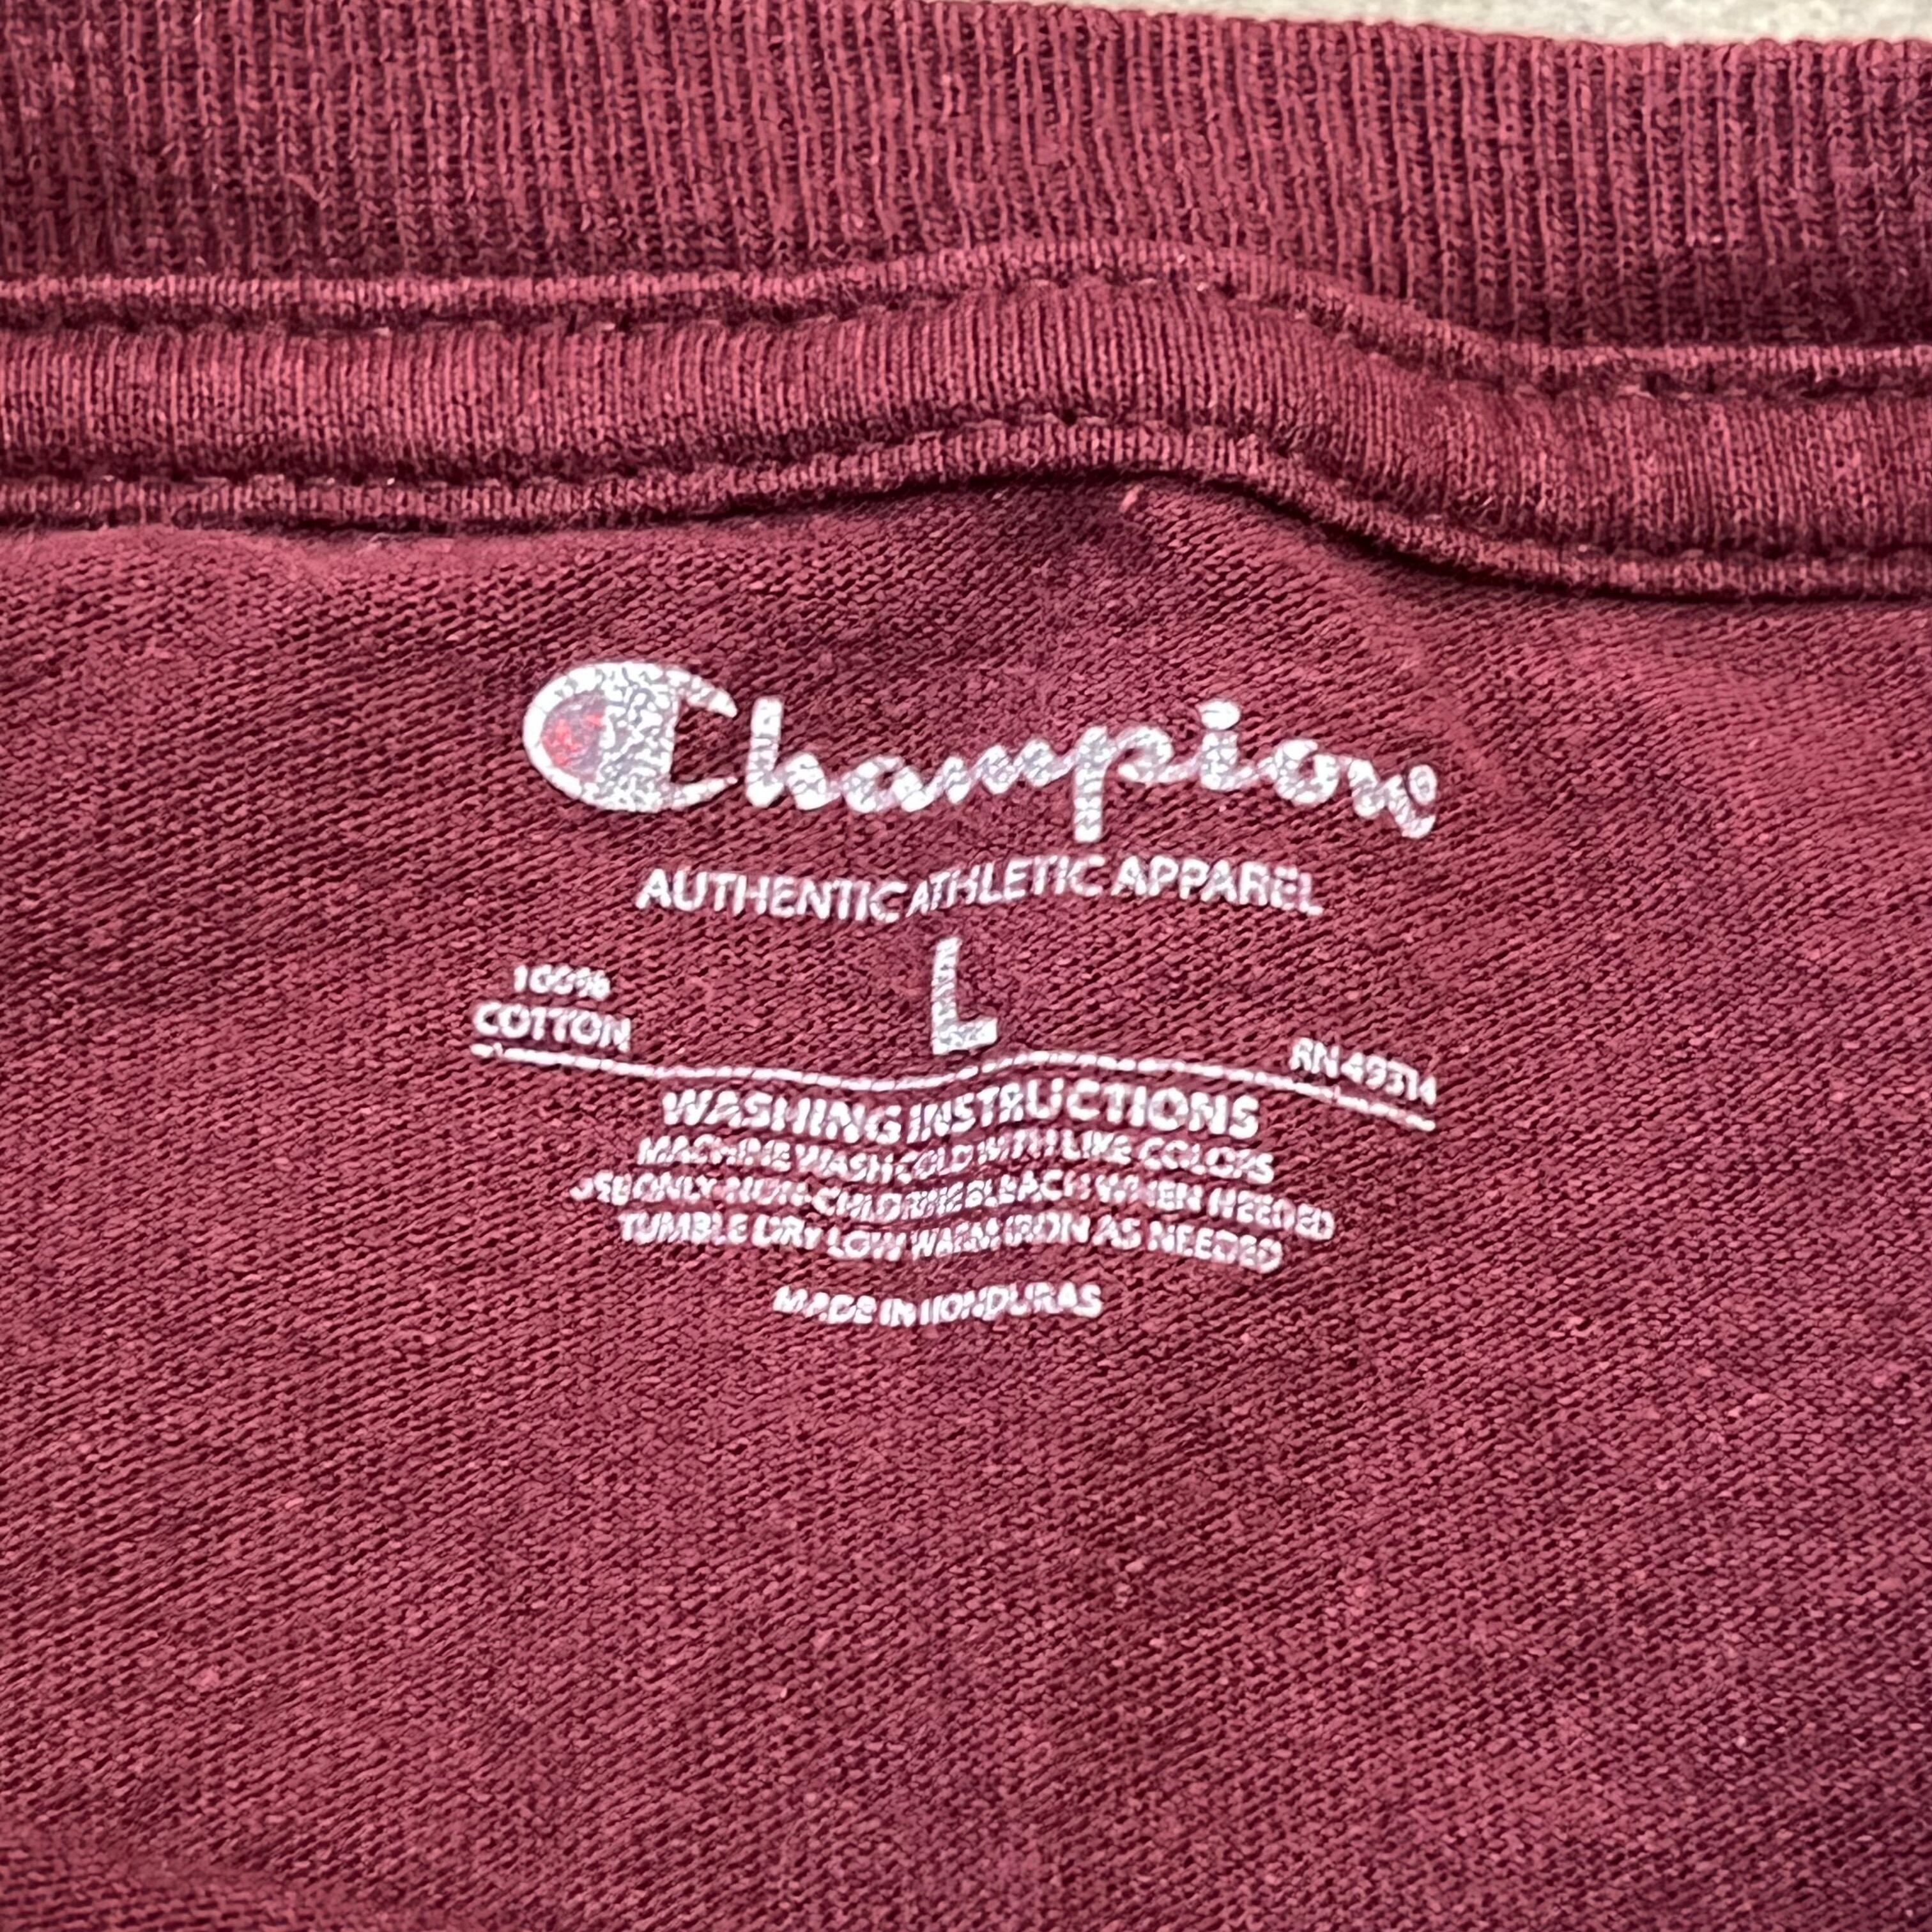 Champion
AUTHENTIC ATHLETIC APPAREL
L
100%
COTTON
RN 49314
WASHING INSTRUCTIONS
MACHINE WASH COLD WITH LIKE COLORS
USE ONLY NON-CHLORINE BLEACH WHEN NEEDED
TUMBLE DRY LOW WARM IRON AS NEEDED
MADE IN HONDURAS